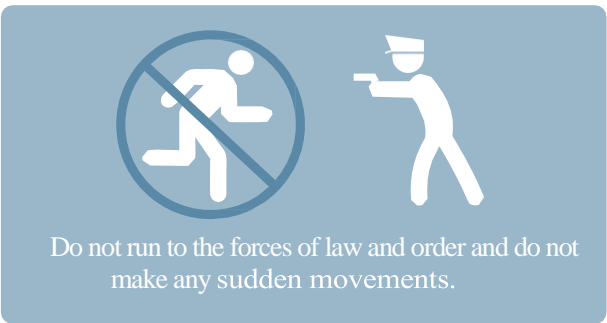 Do not run to the forces of law and order and do not
make any sudden movements.